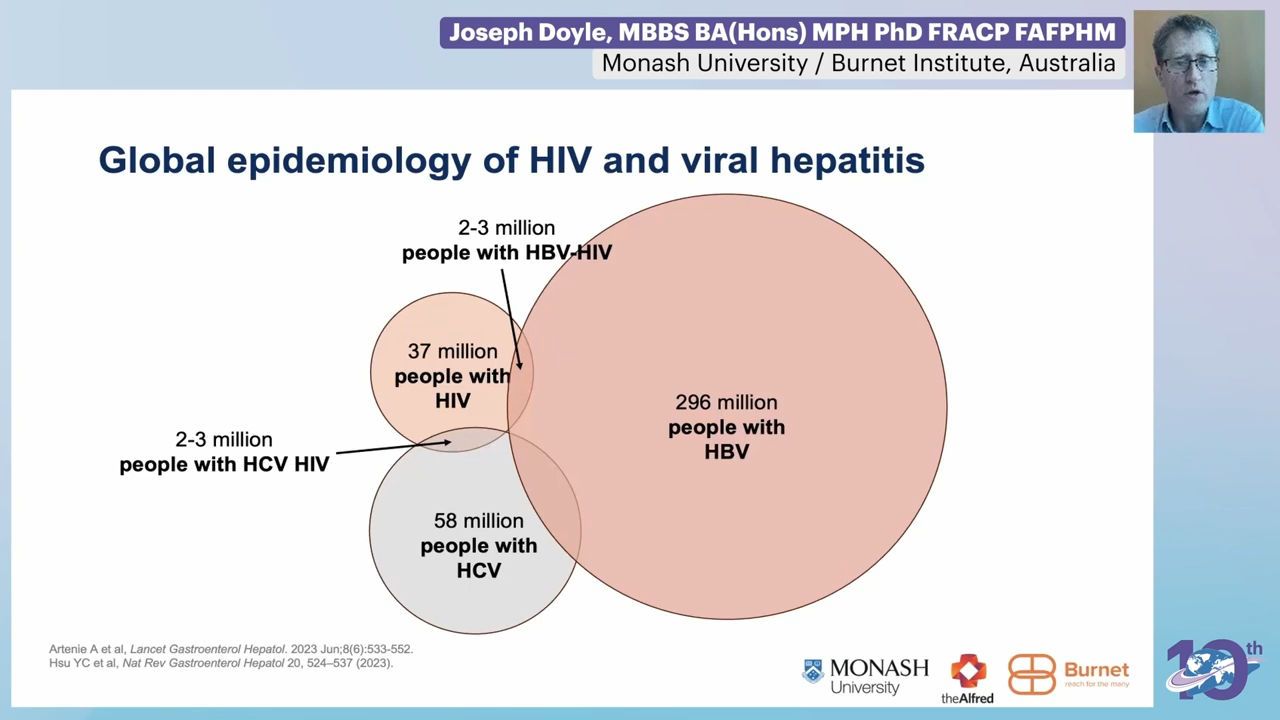 Joseph Doyle, MBBS BA(Hons) MPH PhD FRACP FAFPHM
Monash University / Burnet Institute, Australia
Global epidemiology of HIV and viral hepatitis
2-3 million
people with HBV-HIV
37 million
people with
HIV
296 million
people with
HBV
2-3 million
people with HCV HIV
58 million
people with
HCV
Artenie A et al, Lancet Gastroenterol Hepatol. 2023 Jun;8(6):533-552.
Hsu YC et al, Nat Rev Gastroenterol Hepatol 20, 524–537 (2023).
MONASH
University
theAlfred
Burnet
reach for the many
10th